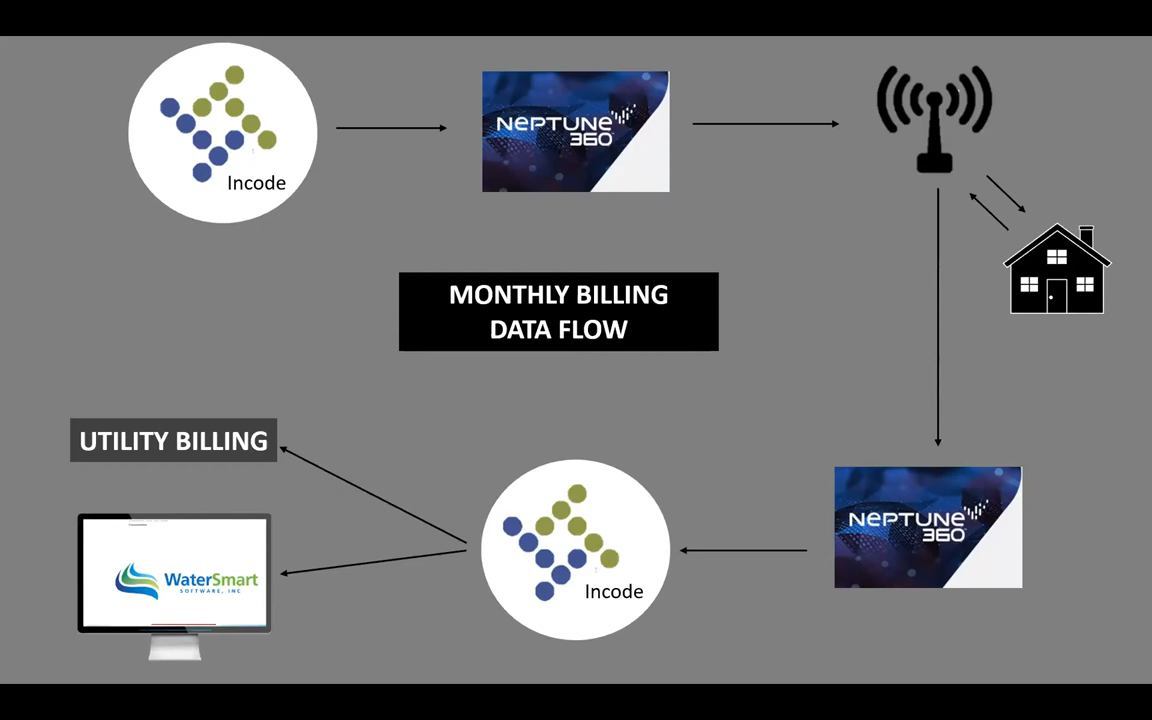 Incode
NEPTUNE
360
MONTHLY BILLING
DATA FLOW
UTILITY BILLING
WaterSmart
SOFTWARE, INC
Incode
NEPTUNE
360